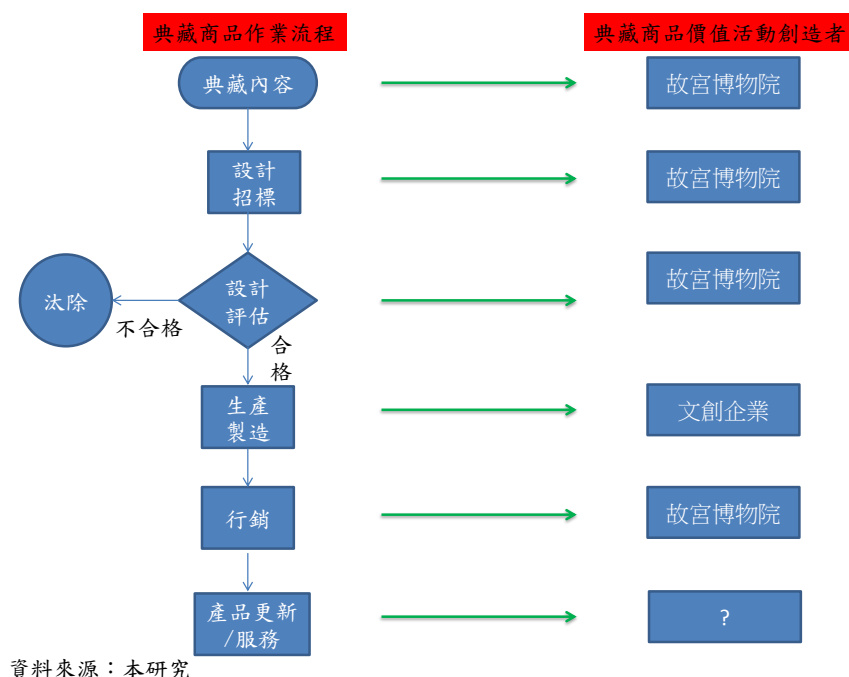 典藏商品作業流程
典藏商品價值活動創造者
典藏內容
故宮博物院
設計
招標
故宮博物院
設計
評估
故宮博物院
汰除
不合格
合
格
生產
製造
文創企業
行銷
故宮博物院
產品更新
/服務
?
資料來源：本研究